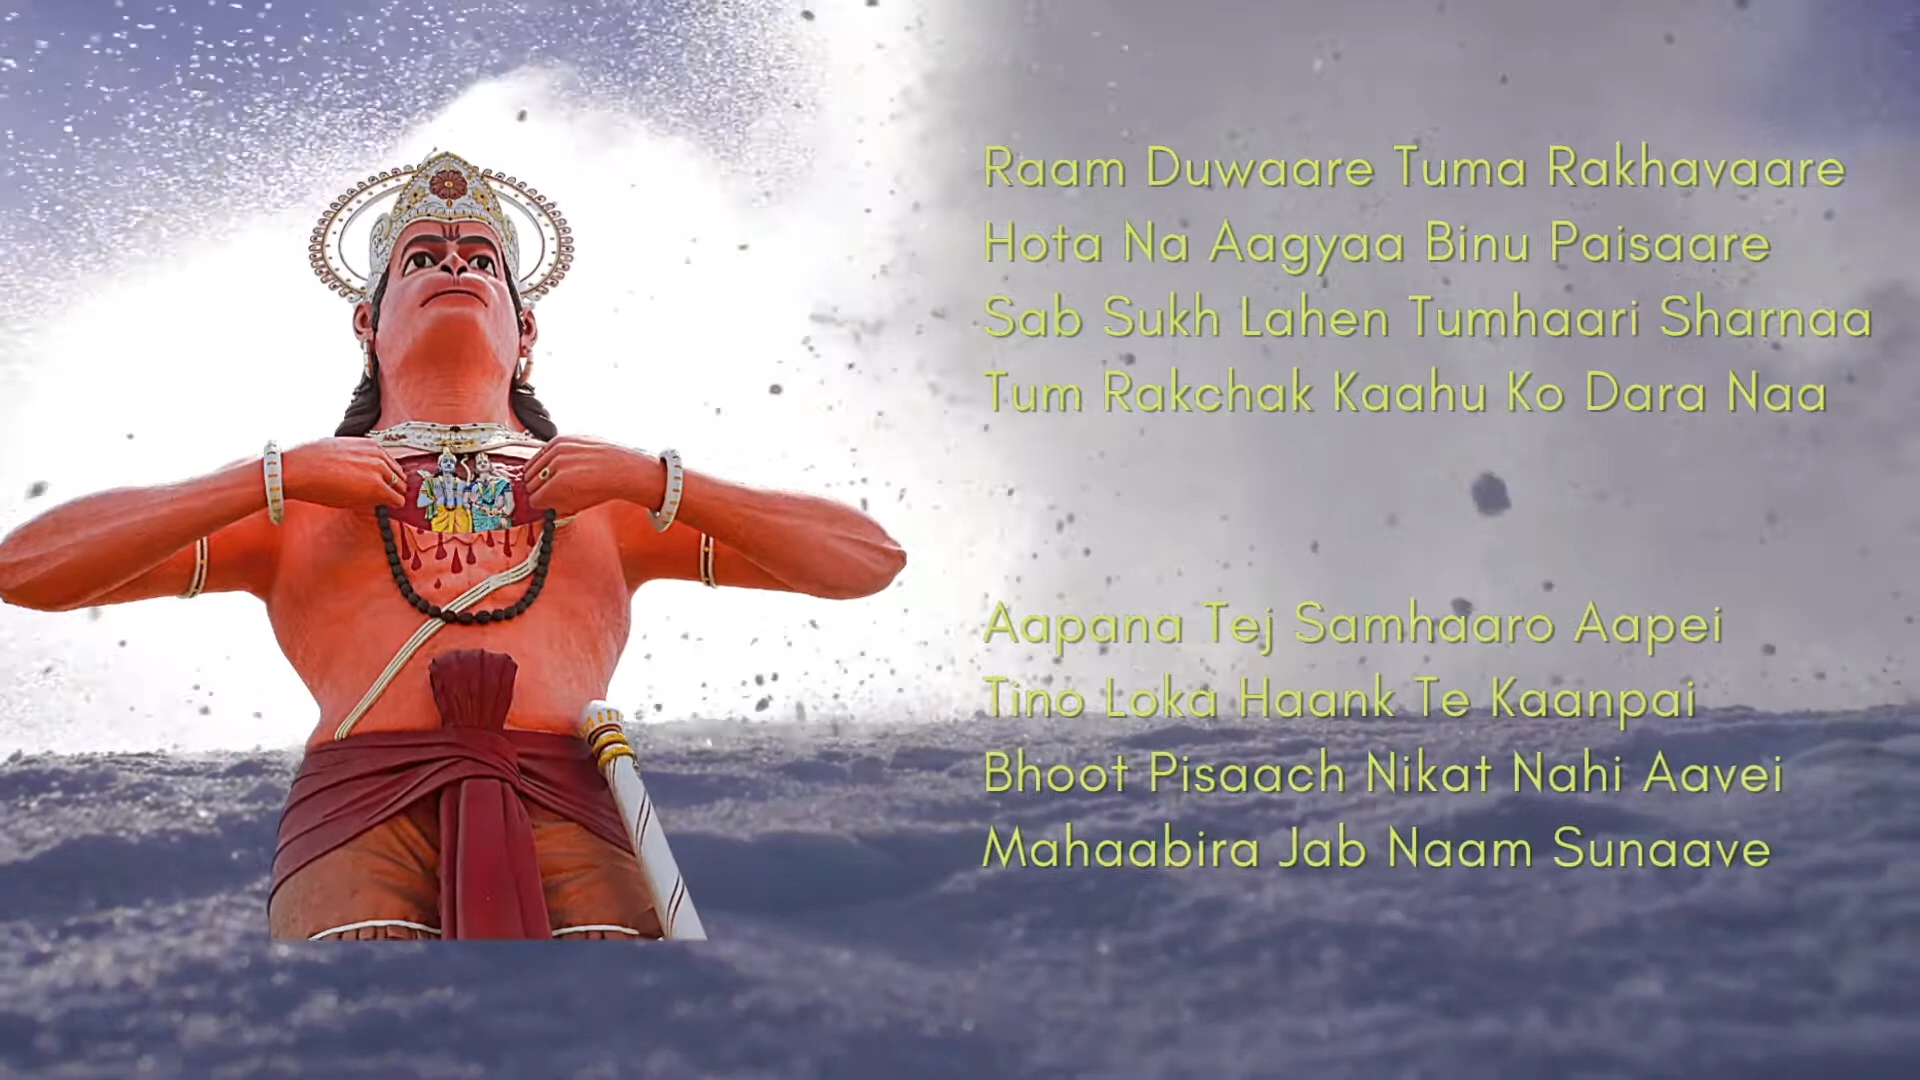 Raam Duwaare Tuma Rakhavaare
Hota Na Aagyaa Binu Paisaare
Sab Sukh Lahen Tumhaari Sharnaa
Tum Rakchak Kaahu Ko Dara Naa
Aapana Tej Samhaaro Aapei
Tino Loka Haank Te Kaanpai
Bhoot Pisaach Nikat Nahi Aavei
Mahaabira Jab Naam Sunaave